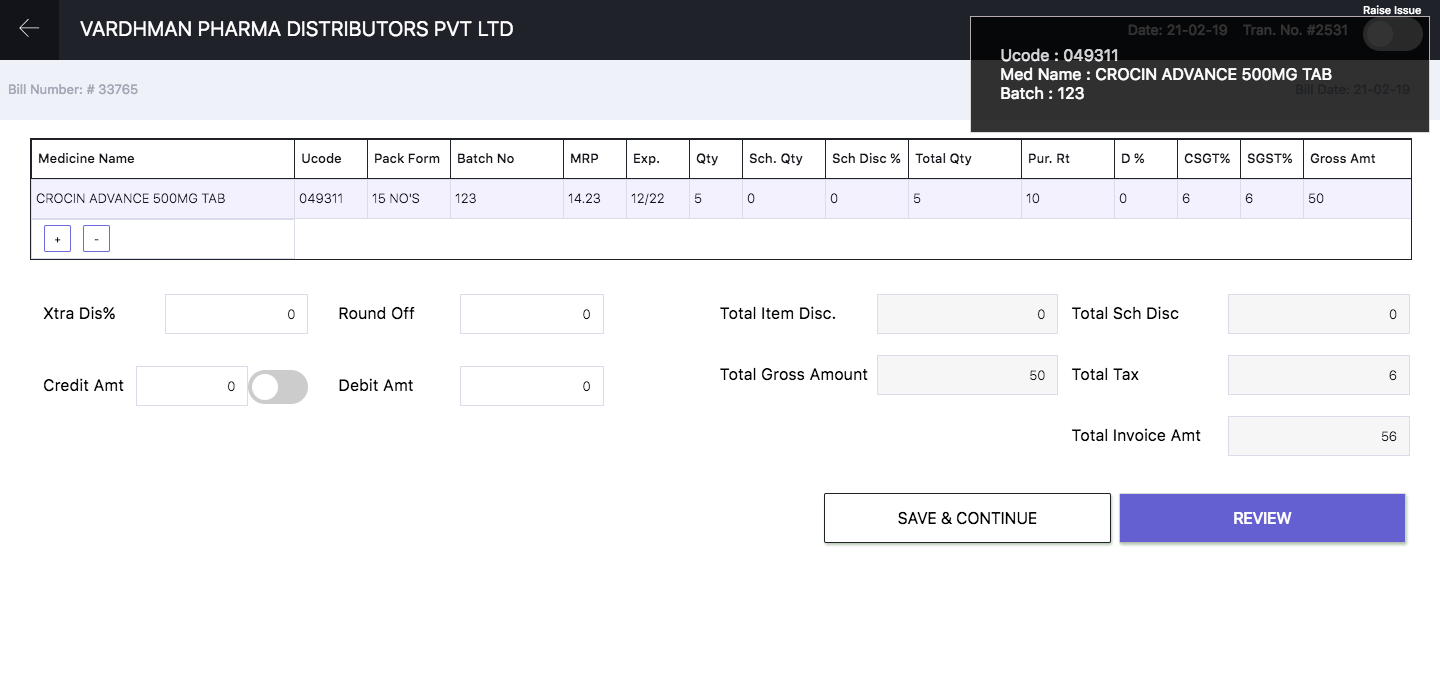 Raise Issue
VARDHMAN PHARMA DISTRIBUTORS PVT LTD
Date: 21-02-19 Tran. No. #2531
Ucode : 049311
Med Name : CROCIN ADVANCE 500MG TAB
Batch : 123
Bill Number: # 33765
Bill Date: 21-02-19
Medicine Name Ucode Pack Form Batch No MRP Exp. Qty Sch. Qty Sch Disc % Total Qty Pur. Rt D % CSGT% SGST% Gross Amt
CROCIN ADVANCE 500MG TAB 049311 15 NO'S 123 14.23 12/22 5 0 0 5 10 0 6 6 50
+ -
Xtra Dis% 0 Round Off 0 Total Item Disc. 0 Total Sch Disc 0
Total Gross Amount 50 Total Tax 6
Credit Amt 0 Debit Amt 0
Total Invoice Amt 56
SAVE & CONTINUE REVIEW